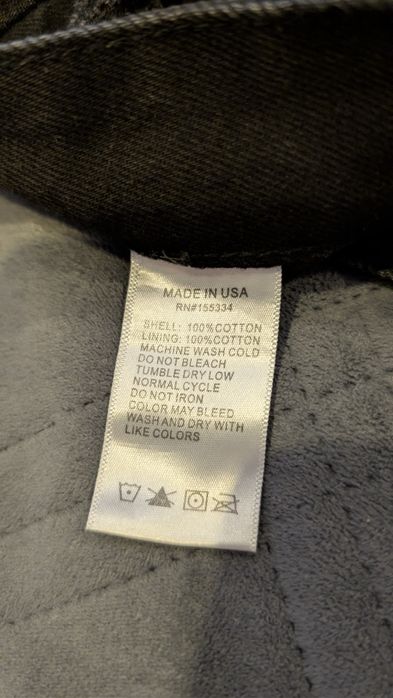 MADE IN USA
RN#155334
SHELL: 100%COTTON
LINING: 100%COTTON
MACHINE WASH COLD
DO NOT BLEACH
TUMBLE DRY LOW
NORMAL CYCLE
DO NOT IRON
COLOR MAY BLEED
WASH AND DRY WITH
LIKE COLORS